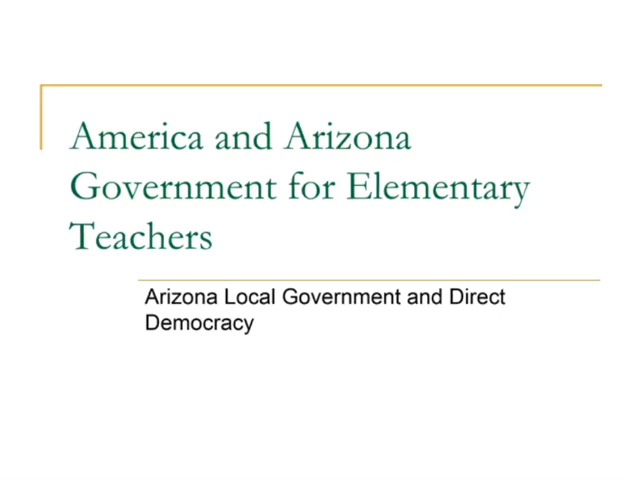 America and Arizona
Government for Elementary
Teachers
Arizona Local Government and Direct
Democracy